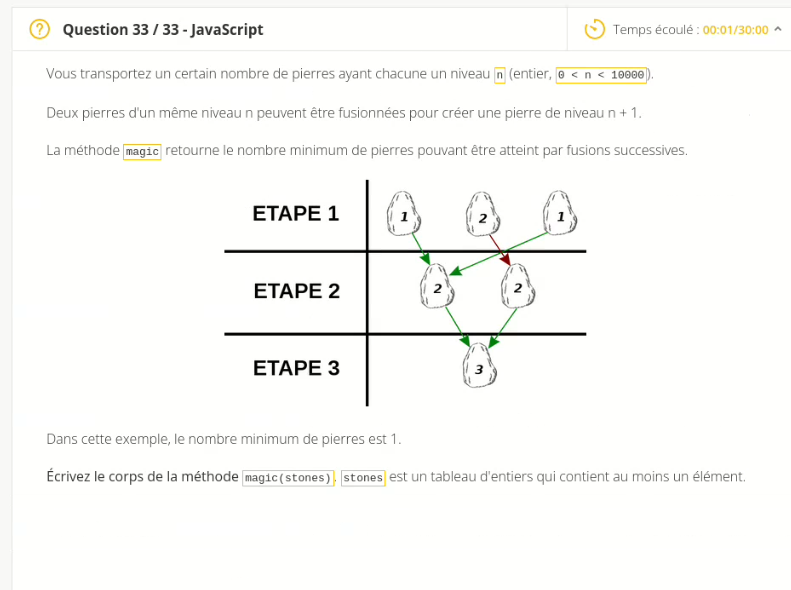 ? Question 33 / 33 - JavaScript Temps écoulé : 00:01/30:00
Vous transportez un certain nombre de pierres ayant chacune un niveau n (entier, 0 < n < 10000).
Deux pierres d'un même niveau n peuvent être fusionnées pour créer une pierre de niveau n + 1.
La méthode magic retourne le nombre minimum de pierres pouvant être atteint par fusions successives.
ETAPE 1 1 2 1
ETAPE 2 2 2
ETAPE 3 3
Dans cette exemple, le nombre minimum de pierres est 1.
Écrivez le corps de la méthode magic(stones). stones est un tableau d'entiers qui contient au moins un élément.